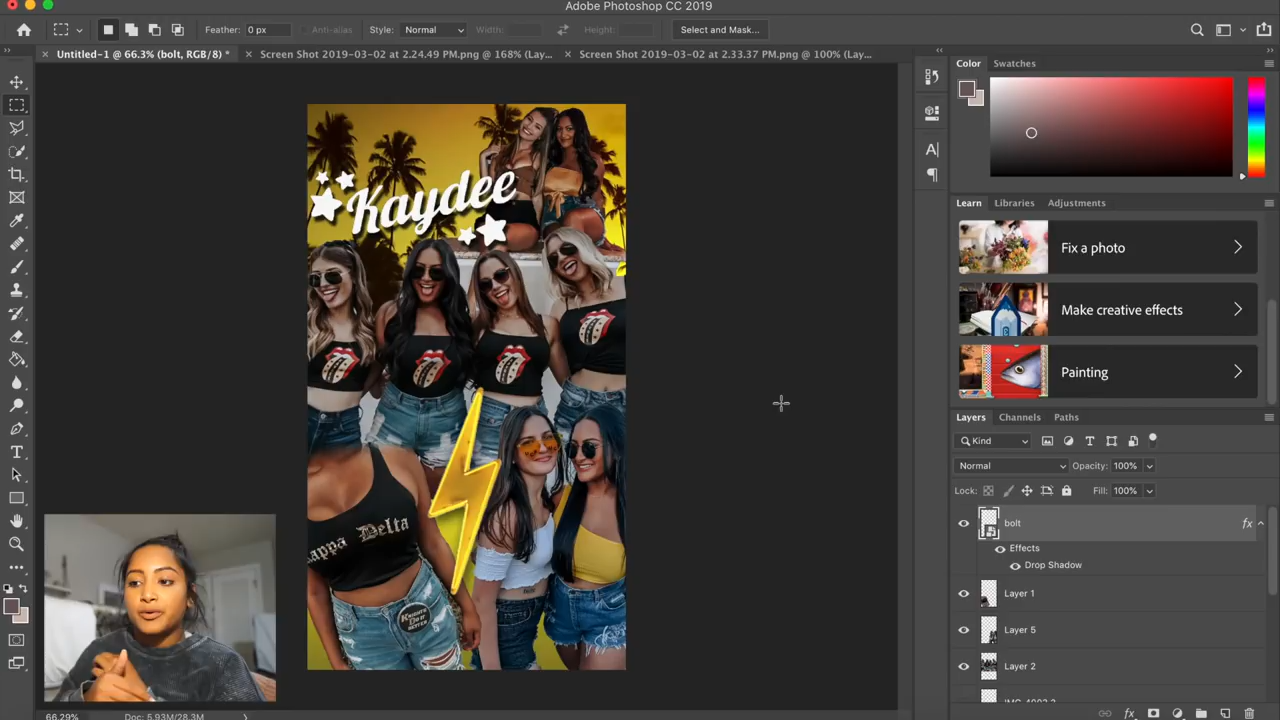 Adobe Photoshop CC 2019
Feather: 0 px
Anti-alias
Style: Normal
Width:
Height:
Select and Mask...
Untitled-1 @ 66.3% (bolt, RGB/8) *
Screen Shot 2019-03-02 at 2.24.49 PM.png @ 168% (Lay...
Screen Shot 2019-03-02 at 2.33.37 PM.png @ 100% (Lay...
Color Swatches
Kaydee
Kappa Delta
Learn Libraries Adjustments
Fix a photo
Make creative effects
Painting
Layers Channels Paths
Kind
Normal
Opacity: 100%
Lock:
Fill: 100%
bolt
fx
Effects
Drop Shadow
Layer 1
Layer 5
Layer 2
66.29%
Doc: 5.93M/28.3M
fx